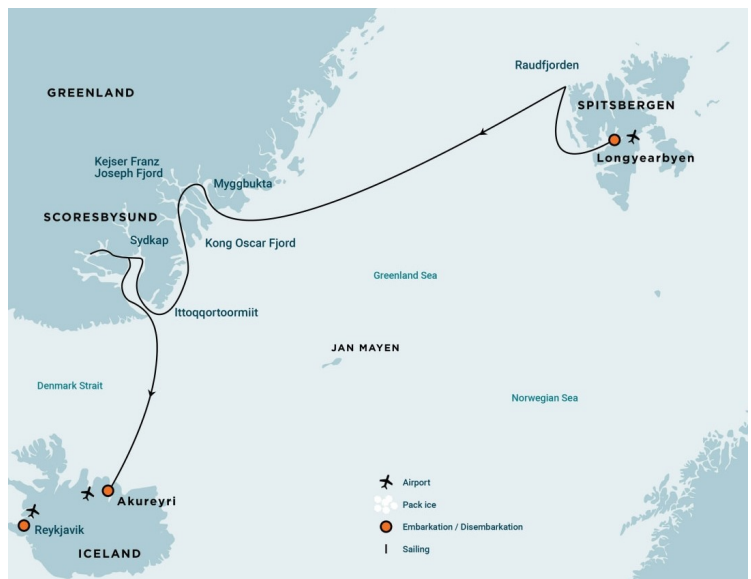 Raudfjorden
GREENLAND
SPITSBERGEN
Longyearbyen
Kejser Franz
Joseph Fjord
Myggbukta
SCORESBYSUND
Sydkap
Kong Oscar Fjord
Greenland Sea
Ittoqqortoormiit
JAN MAYEN
Denmark Strait
Norwegian Sea
Airport
Akureyri
Pack ice
Reykjavik
Embarkation / Disembarkation
ICELAND
Sailing